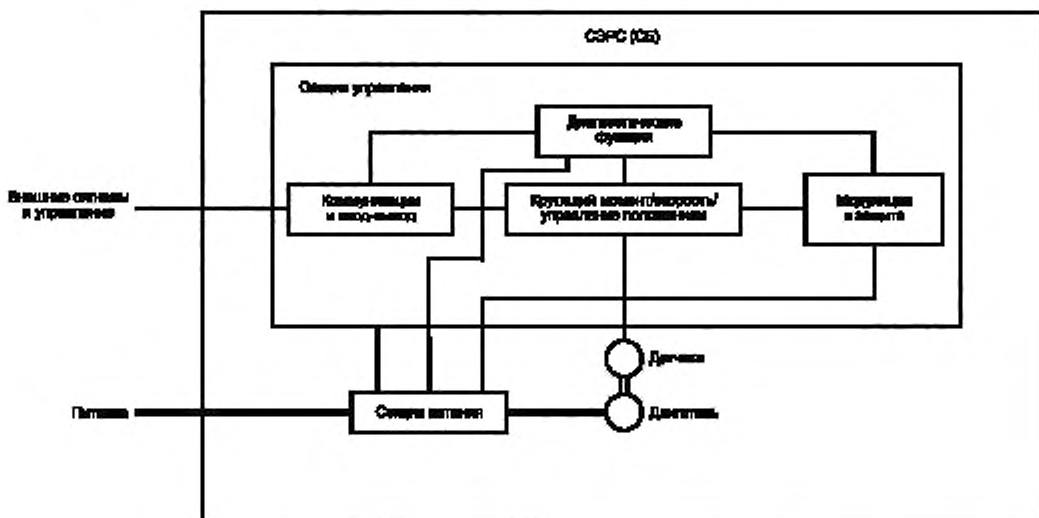 СЭРС (СБ)
Секция управления
Диагностические
функции
Внешние сигналы
и управление
Коммуникации
и ввод-вывод
Крутящий момент/скорость/
управление положением
Модуляция
и защита
Датчики
Питание
Секция питания
Двигатель